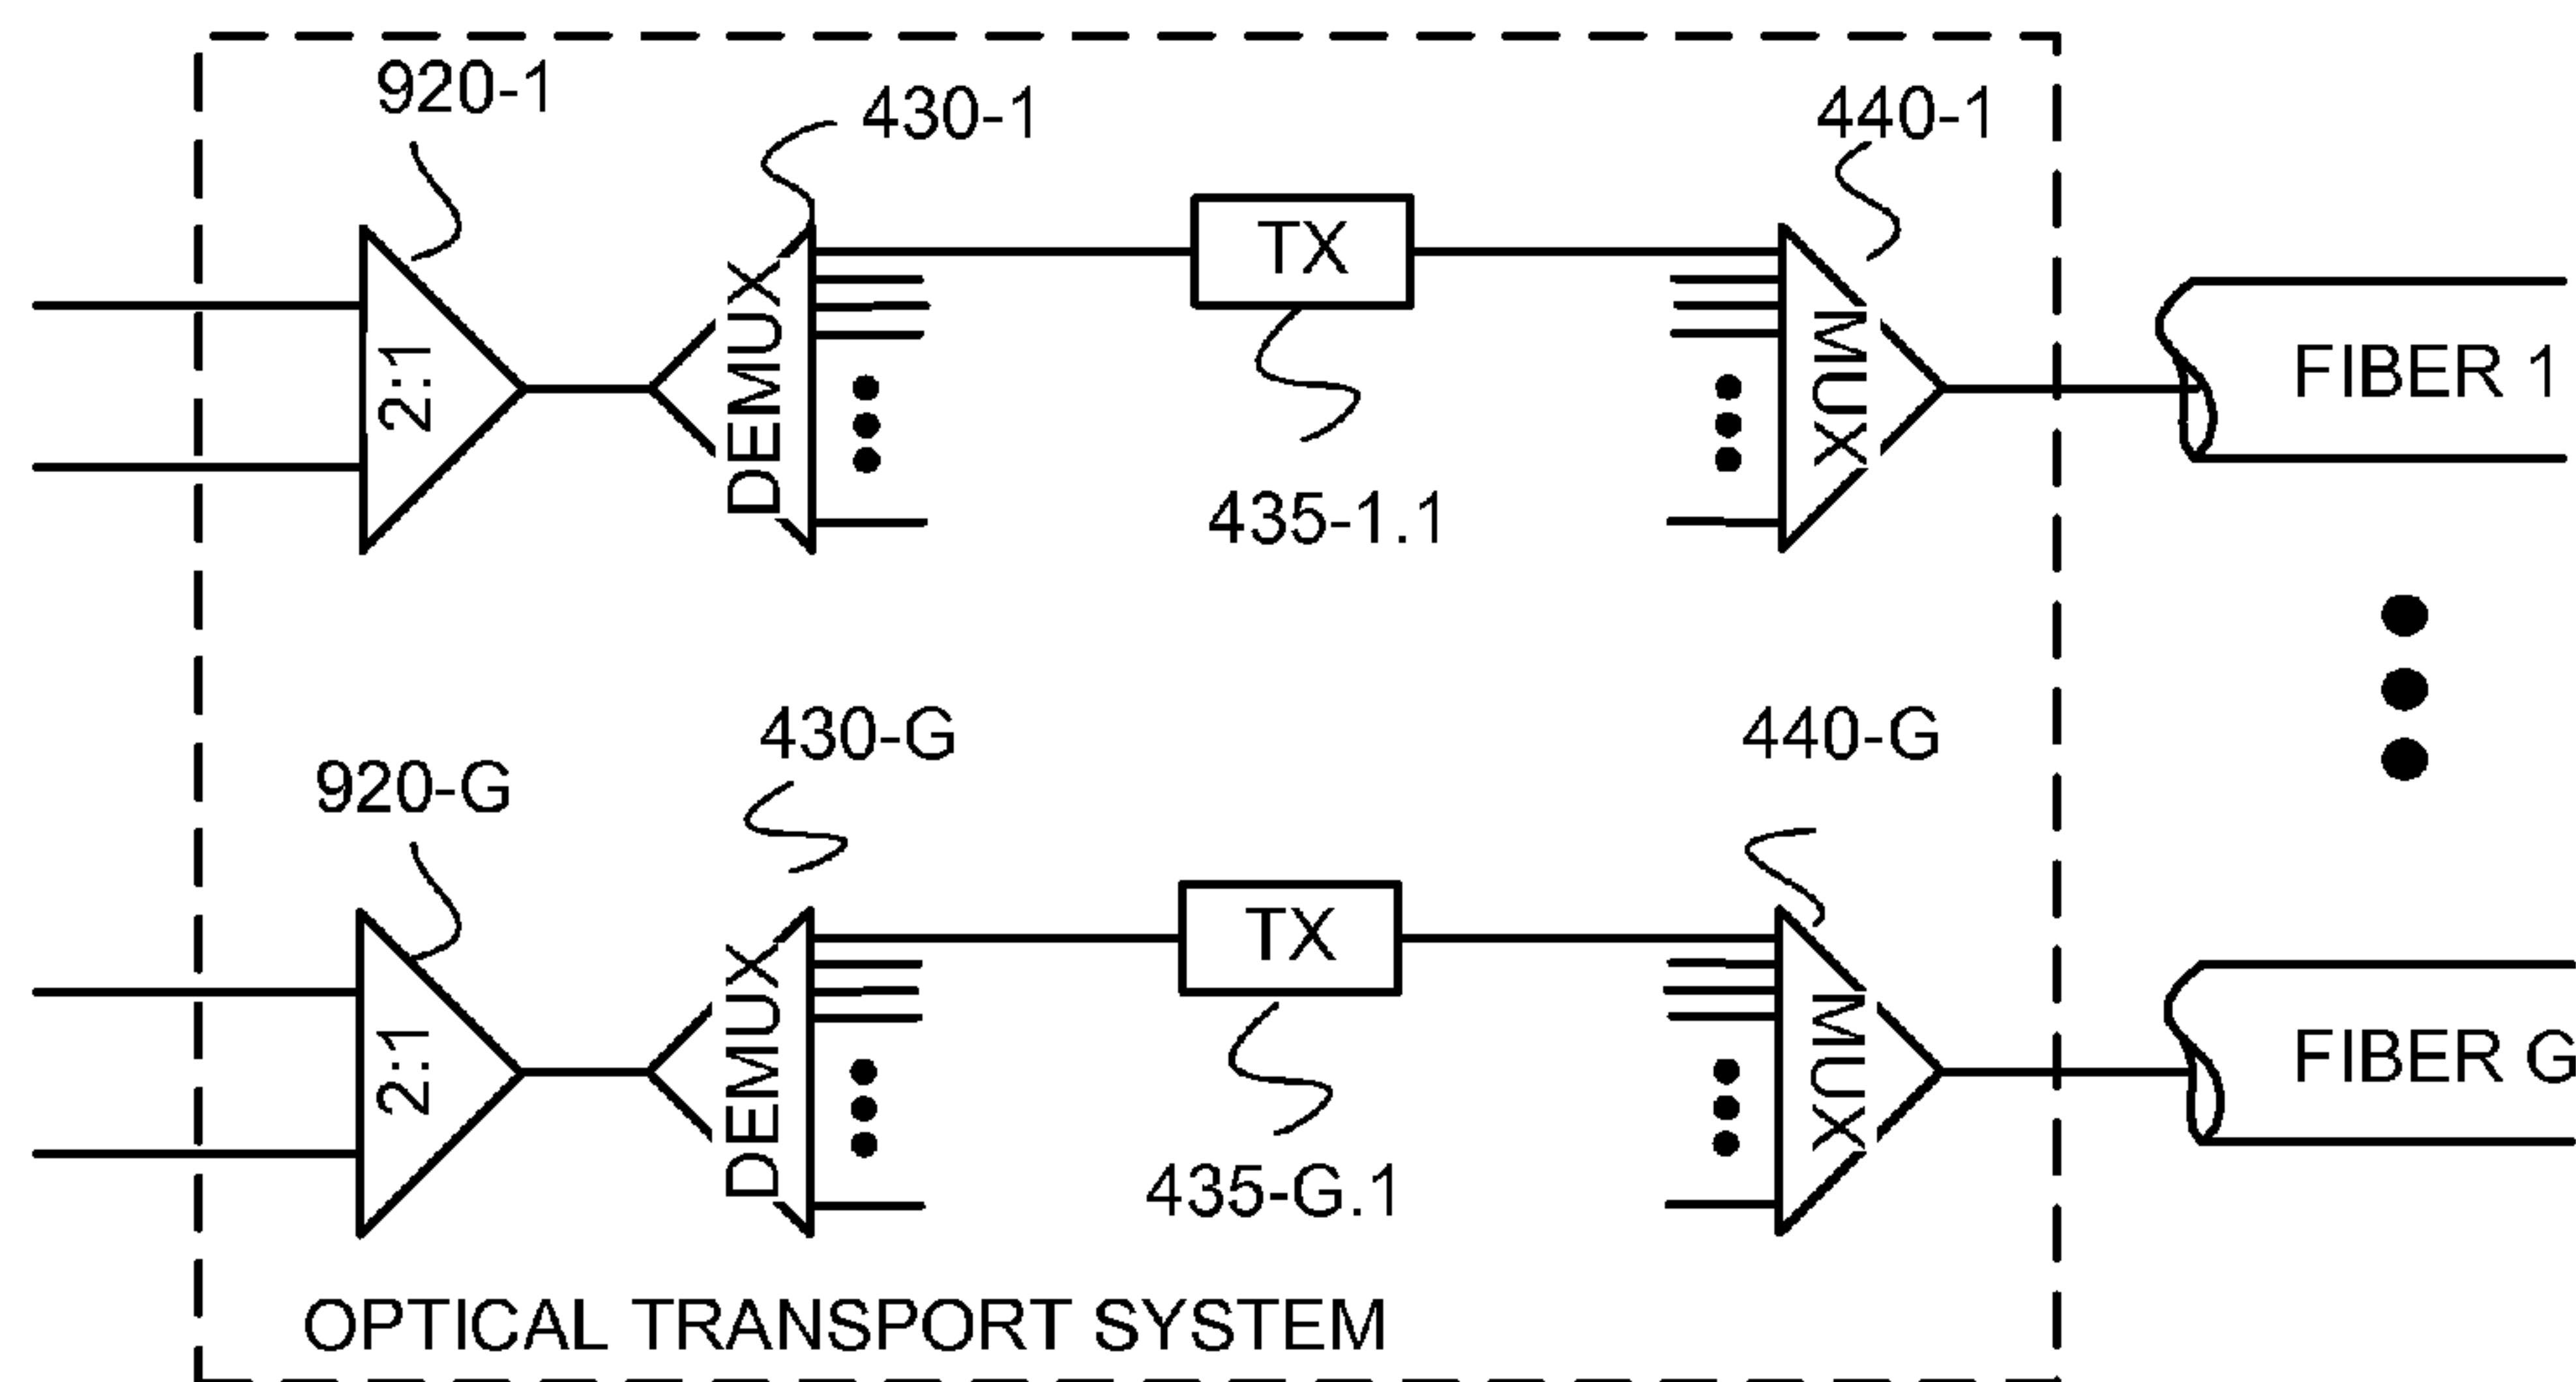 920-1
430-1
440-1
TX
2:1
DEMUX
MUX
FIBER 1
435-1.1
430-G
440-G
920-G
TX
2:1
DEMUX
MUX
FIBER G
435-G.1
OPTICAL TRANSPORT SYSTEM